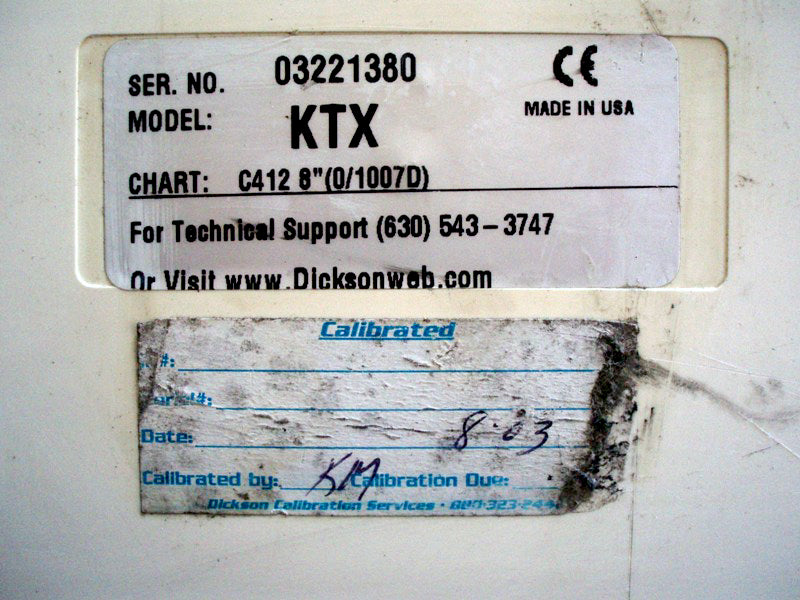 SER. NO. 03221380 CE
MODEL: KTX MADE IN USA
CHART: C412 8"(0/1007D)
For Technical Support (630) 543-3747
Or Visit www.Dicksonweb.com
Calibrated
#:
#:
Date: 8·03
Calibrated by: KM Calibration Due:
Dickson Calibration Services ·